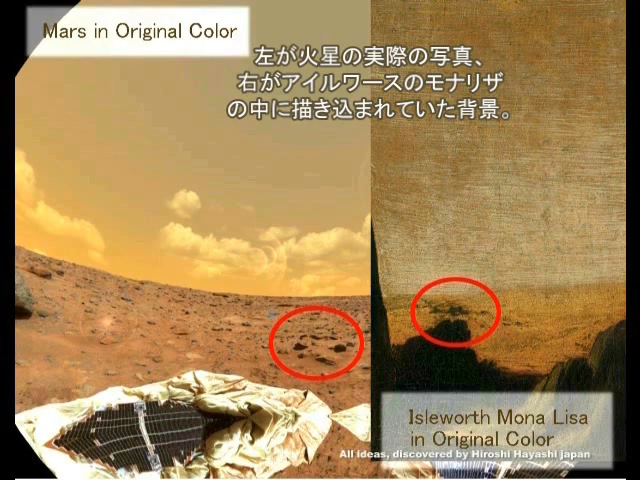 Mars in Original Color
左が火星の実際の写真、
右がアイルワースのモナリザ
の中に描き込まれていた背景。
Isleworth Mona Lisa
in Original Color
All ideas, discovered by Hiroshi Hayashi japan